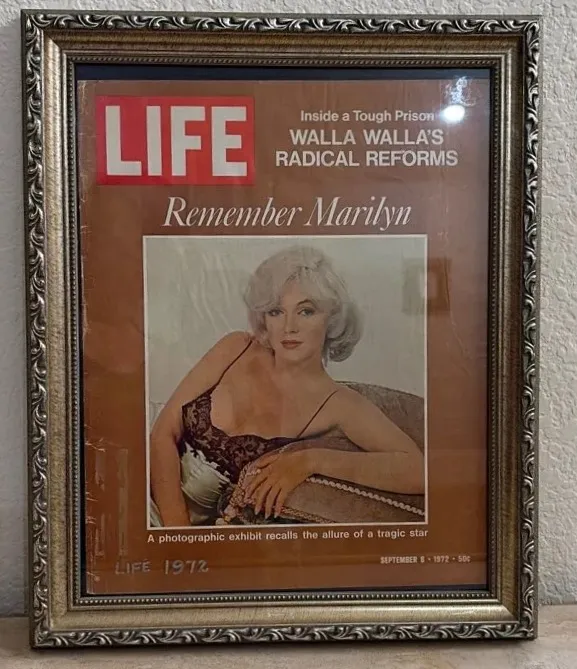 LIFE
Inside a Tough Prison
WALLA WALLA'S
RADICAL REFORMS
Remember Marilyn
A photographic exhibit recalls the allure of a tragic star
SEPTEMBER 8 · 1972 · 50¢
LIFE 1972